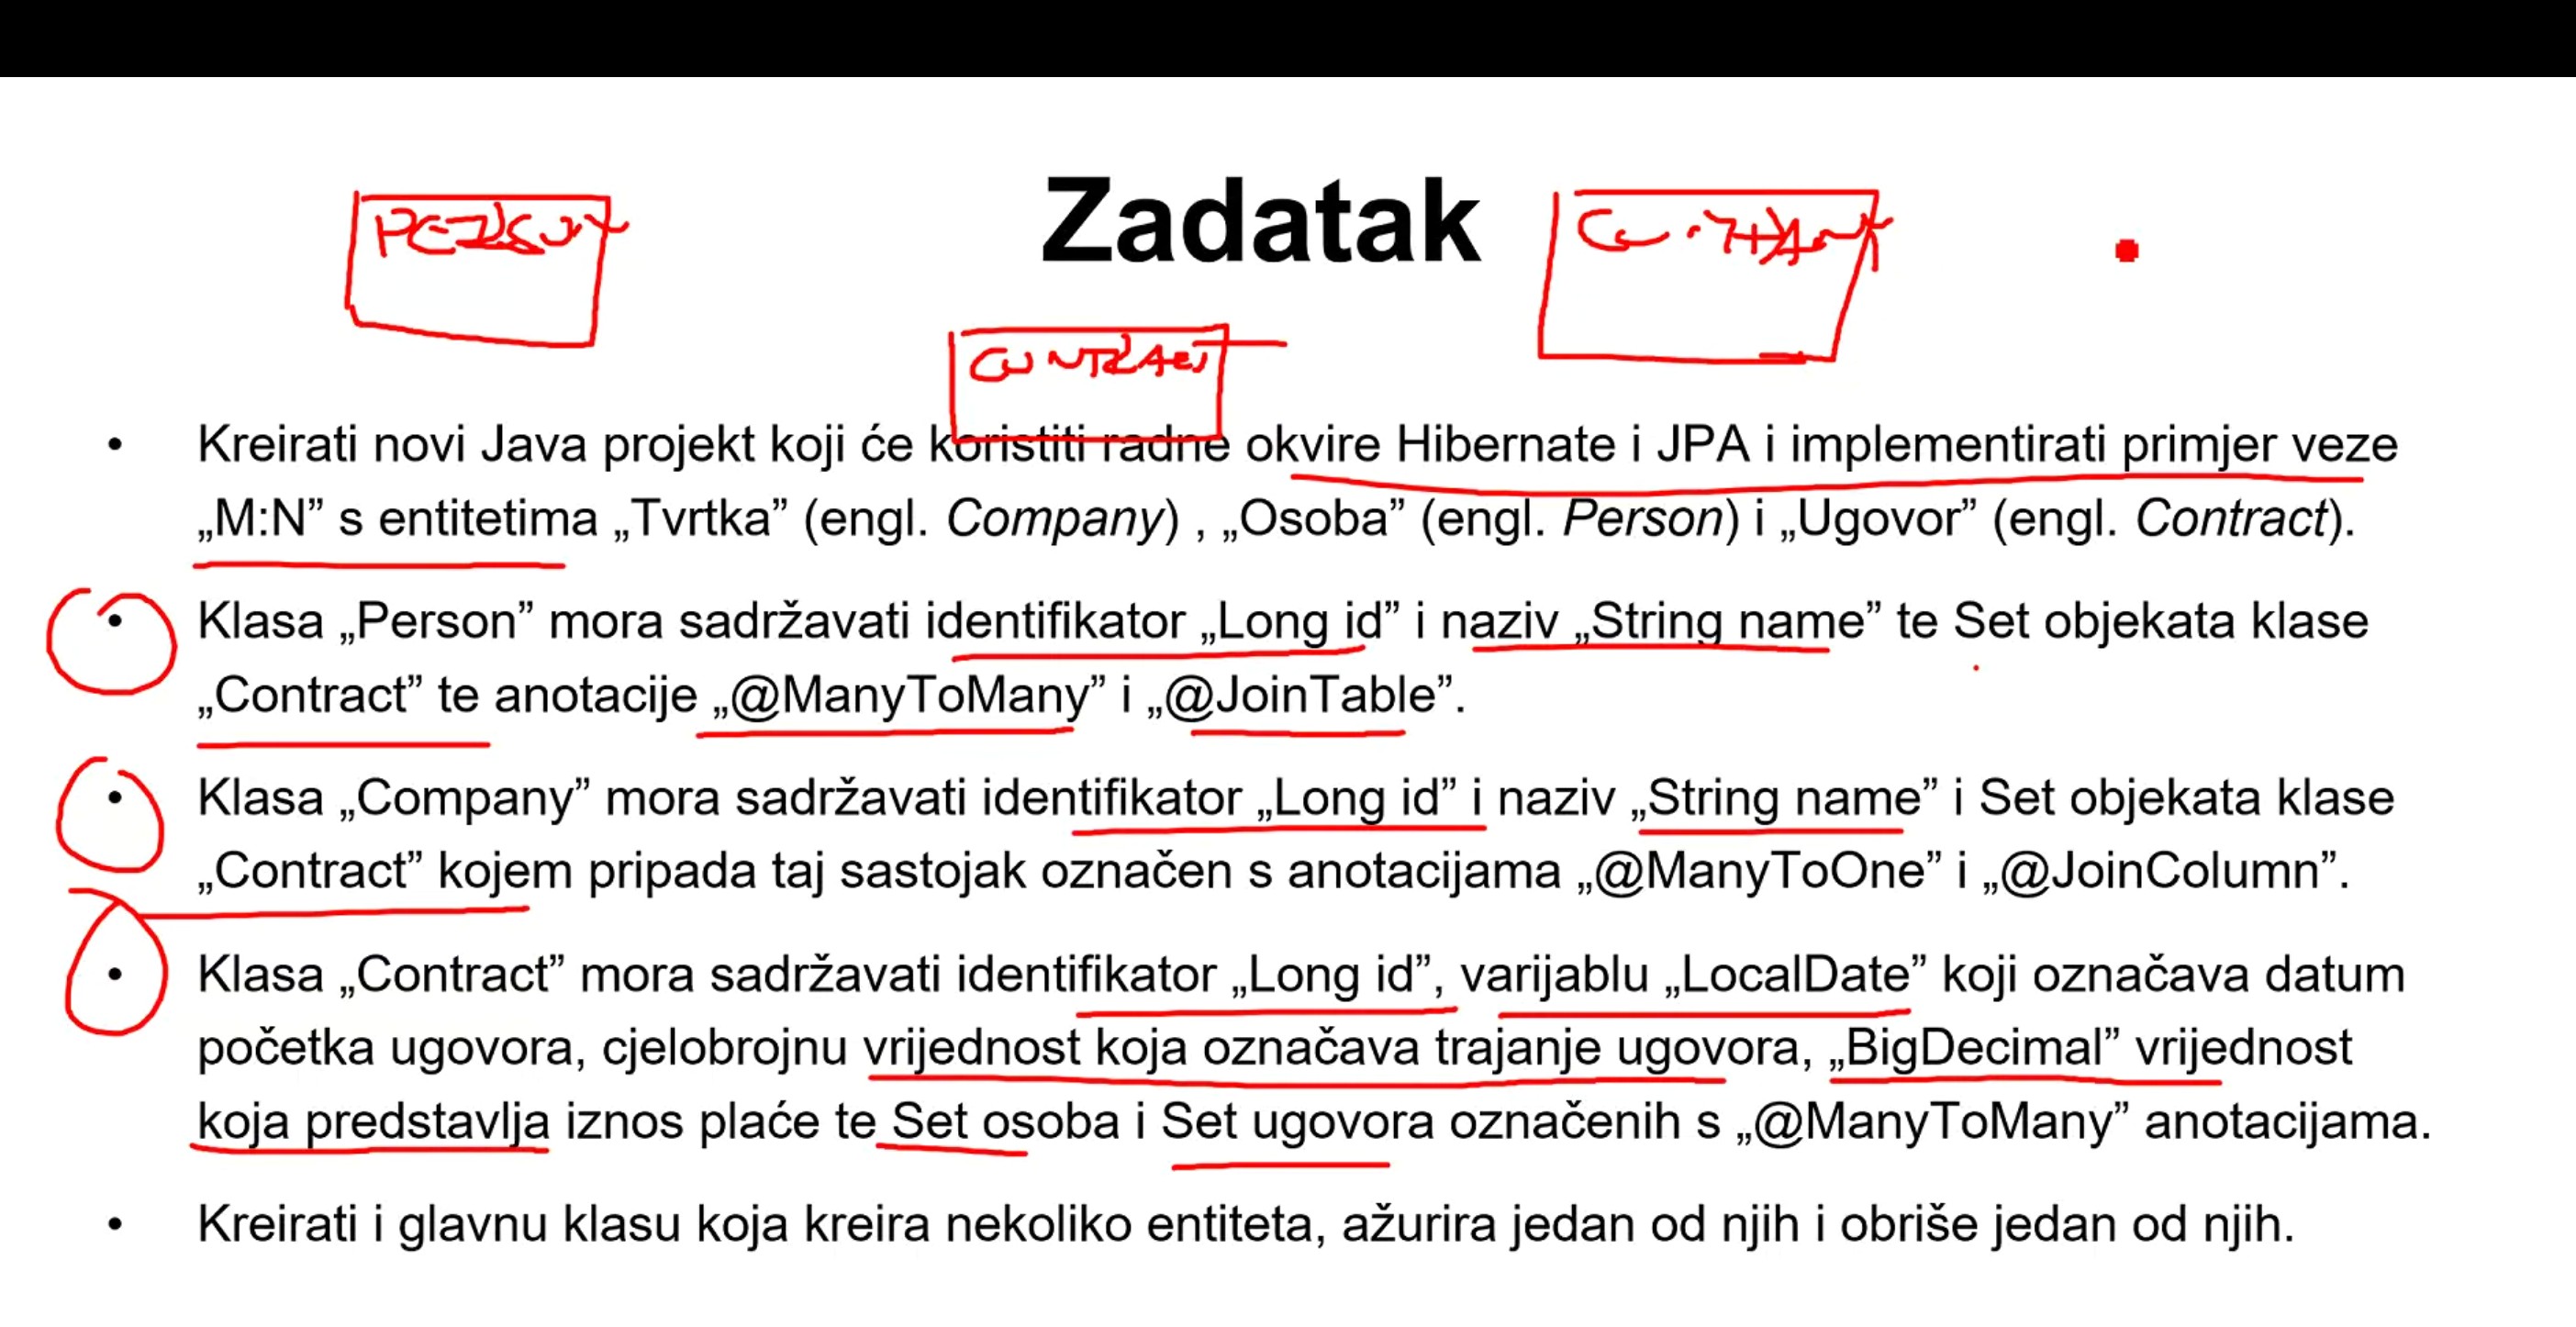 Zadatak
PERSON
CONTRACT
• Kreirati novi Java projekt koji će koristiti radne okvire Hibernate i JPA i implementirati primjer veze
„M:N” s entitetima „Tvrtka” (engl. Company) , „Osoba” (engl. Person) i „Ugovor” (engl. Contract).
• Klasa „Person” mora sadržavati identifikator „Long id” i naziv „String name” te Set objekata klase
„Contract” te anotacije „@ManyToMany” i „@JoinTable”.
• Klasa „Company” mora sadržavati identifikator „Long id” i naziv „String name” i Set objekata klase
„Contract” kojem pripada taj sastojak označen s anotacijama „@ManyToOne” i „@JoinColumn”.
• Klasa „Contract” mora sadržavati identifikator „Long id”, varijablu „LocalDate” koji označava datum
početka ugovora, cjelobrojnu vrijednost koja označava trajanje ugovora, „BigDecimal” vrijednost
koja predstavlja iznos plaće te Set osoba i Set ugovora označenih s „@ManyToMany” anotacijama.
• Kreirati i glavnu klasu koja kreira nekoliko entiteta, ažurira jedan od njih i obriše jedan od njih.